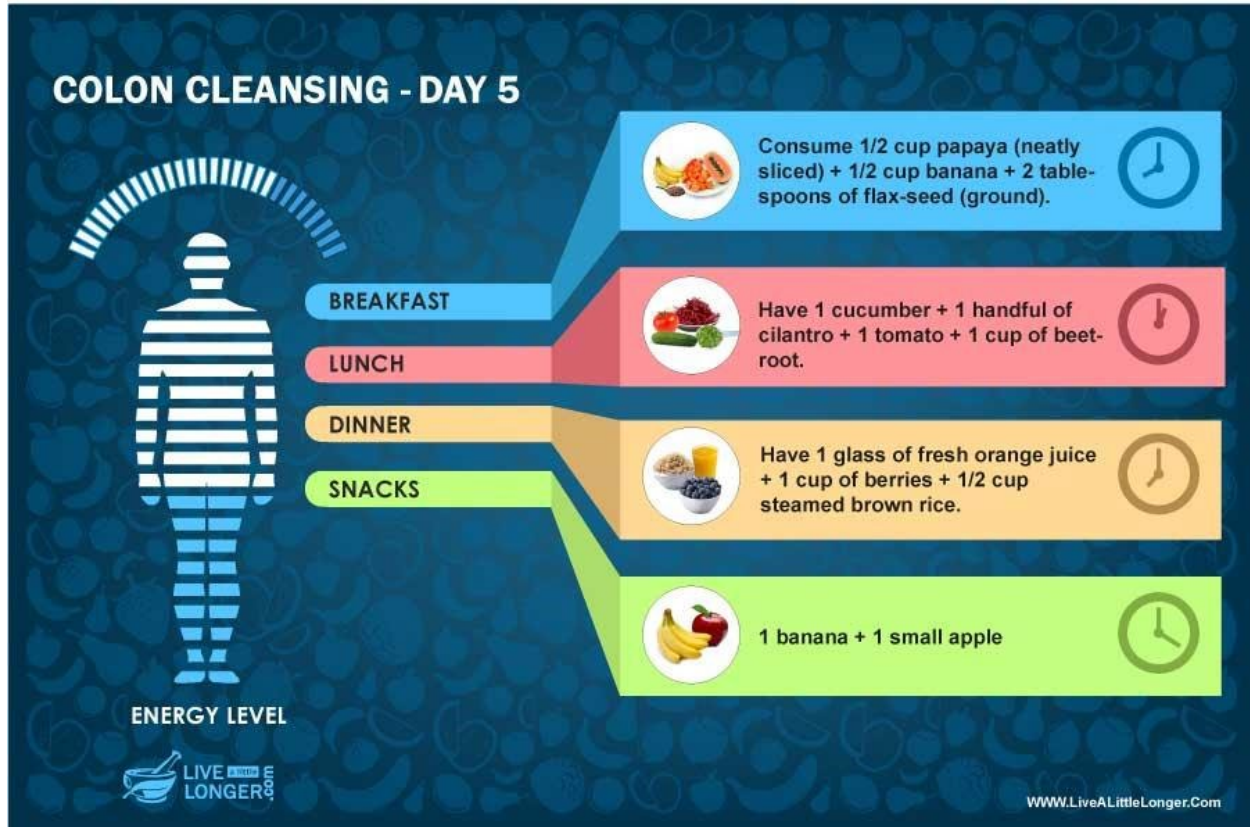 COLON CLEANSING - DAY 5
BREAKFAST
Consume 1/2 cup papaya (neatly
sliced) + 1/2 cup banana + 2 table-
spoons of flax-seed (ground).
LUNCH
Have 1 cucumber + 1 handful of
cilantro + 1 tomato + 1 cup of beet-
root.
DINNER
Have 1 glass of fresh orange juice
+ 1 cup of berries + 1/2 cup
steamed brown rice.
SNACKS
1 banana + 1 small apple
ENERGY LEVEL
LIVE a little
LONGER.com
WWW.LiveALittleLonger.Com